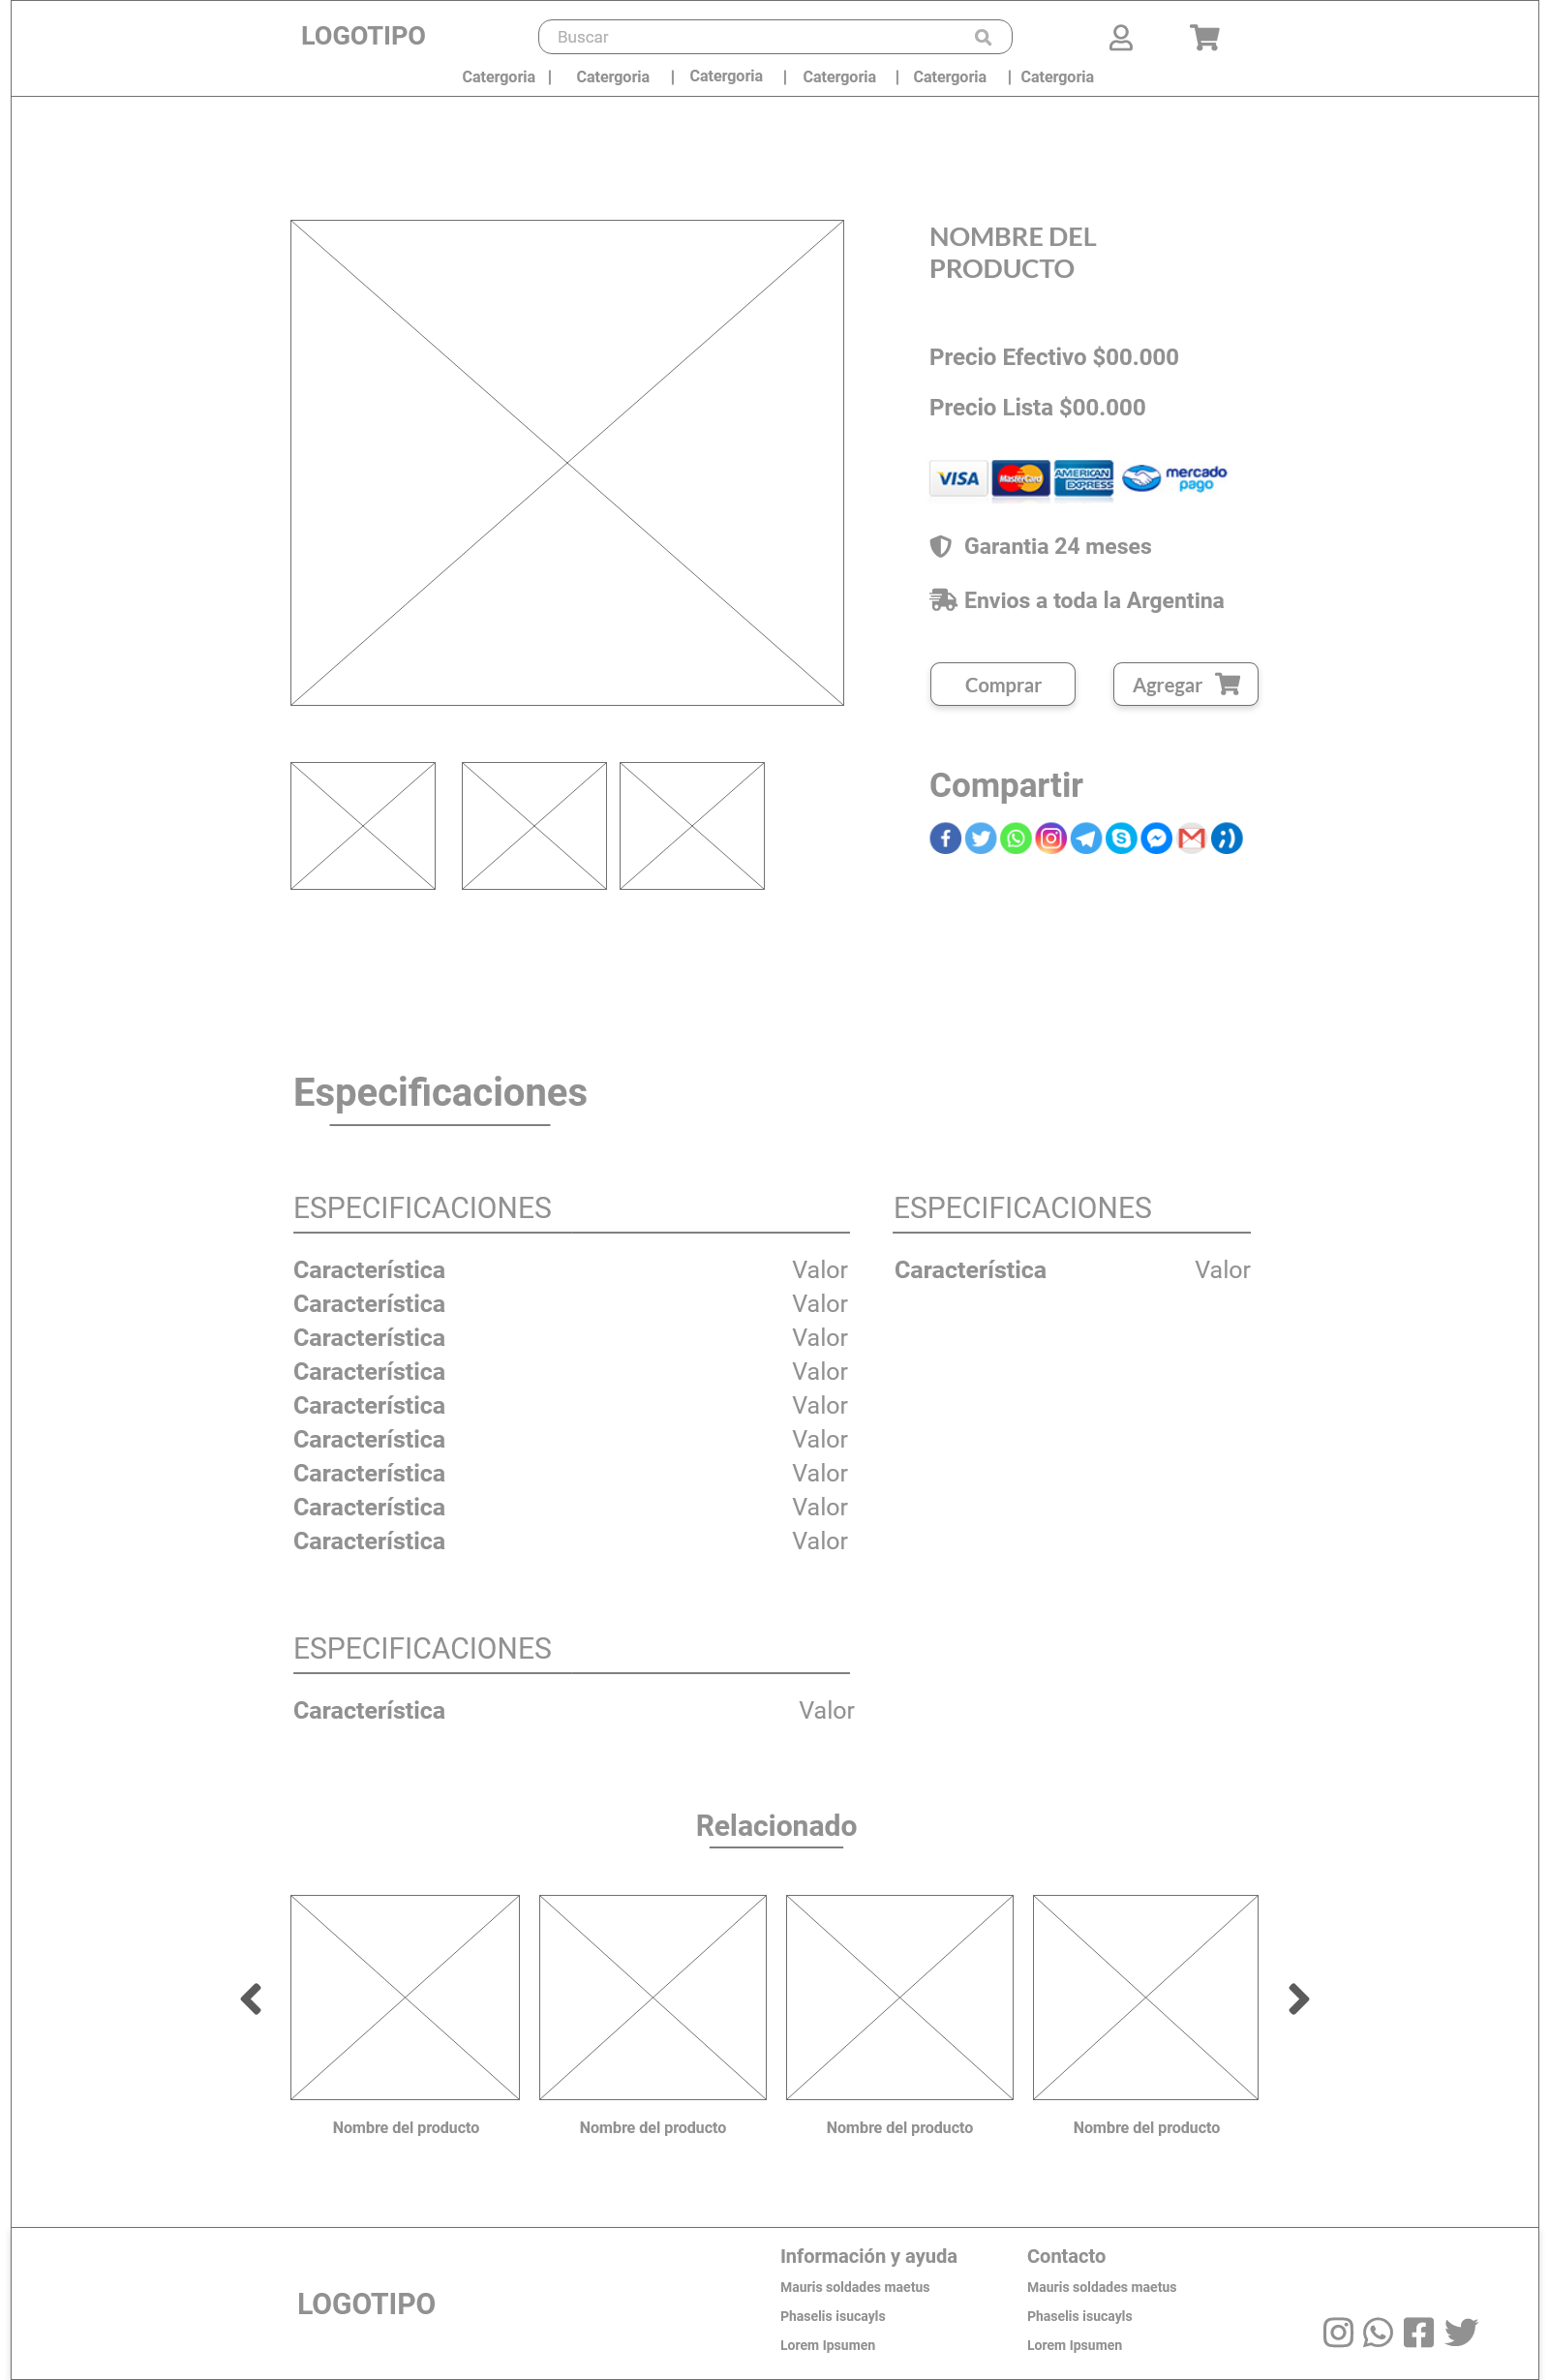 LOGOTIPO
Buscar
Catergoria | Catergoria | Catergoria | Catergoria | Catergoria | Catergoria
NOMBRE DEL
PRODUCTO
Precio Efectivo $00.000
Precio Lista $00.000
VISA MasterCard AMERICAN EXPRESS mercado pago
Garantia 24 meses
Envios a toda la Argentina
Comprar Agregar
Compartir
Especificaciones
ESPECIFICACIONES
Característica Valor
Característica Valor
Característica Valor
Característica Valor
Característica Valor
Característica Valor
Característica Valor
Característica Valor
Característica Valor
ESPECIFICACIONES
Característica Valor
ESPECIFICACIONES
Característica Valor
Relacionado
Nombre del producto Nombre del producto Nombre del producto Nombre del producto
LOGOTIPO
Información y ayuda
Mauris soldades maetus
Phaselis isucayls
Lorem Ipsumen
Contacto
Mauris soldades maetus
Phaselis isucayls
Lorem Ipsumen